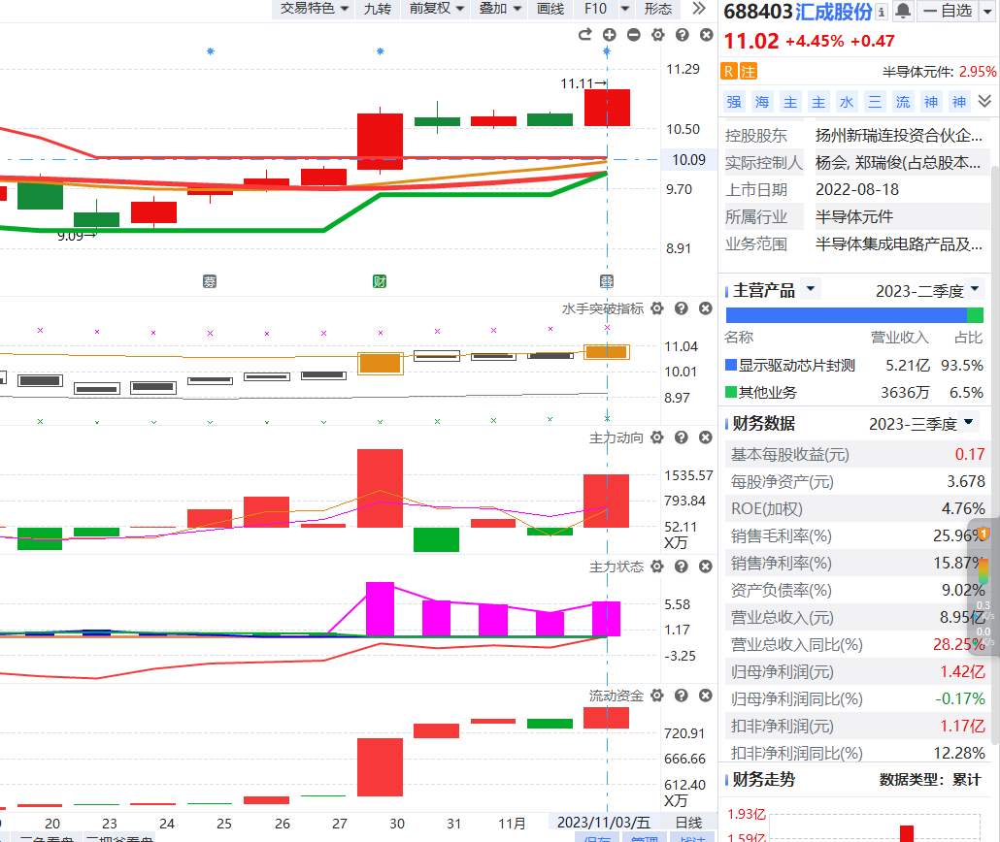 交易特色 九转 前复权 叠加 画线 F10 形态
11.29
11.11→
10.50
10.09
9.70
9.09→
8.91
募 财
水手突破指标
11.04
10.01
8.97
主力动向
1535.57
793.84
52.11
X万
主力状态
5.58
1.17
-3.25
流动资金
720.91
666.66
612.40
X万
20 23 24 25 26 27 30 31 11月 2023/11/03/五 日线
688403 汇成股份 自选
11.02 +4.45% +0.47
R 注 半导体元件: 2.95%
强 海 主 主 水 三 流 神 神
控股股东 扬州新瑞连投资合伙企...
实际控制人 杨会, 郑瑞俊(占总股本...
上市日期 2022-08-18
所属行业 半导体元件
业务范围 半导体集成电路产品及...
主营产品 2023-二季度
名称 营业收入 占比
显示驱动芯片封测 5.21亿 93.5%
其他业务 3636万 6.5%
财务数据 2023-三季度
基本每股收益(元) 0.17
每股净资产(元) 3.678
ROE(加权) 4.76%
销售毛利率(%) 25.96%
销售净利率(%) 15.87%
资产负债率(%) 9.02%
营业总收入(元) 8.95亿
营业总收入同比(%) 28.25%
归母净利润(元) 1.42亿
归母净利润同比(%) -0.17%
扣非净利润(元) 1.17亿
扣非净利润同比(%) 12.28%
财务走势 数据类型: 累计
1.93亿
1.59亿